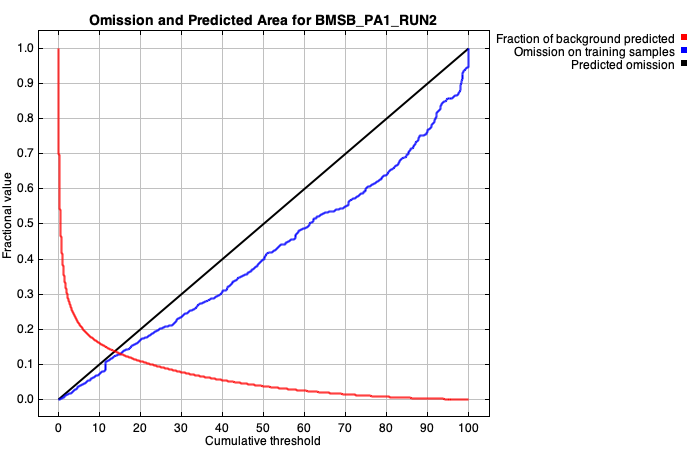 Omission and Predicted Area for BMSB_PA1_RUN2
Fraction of background predicted
Omission on training samples
Predicted omission
Fractional value
1.0
0.9
0.8
0.7
0.6
0.5
0.4
0.3
0.2
0.1
0.0
0 10 20 30 40 50 60 70 80 90 100
Cumulative threshold